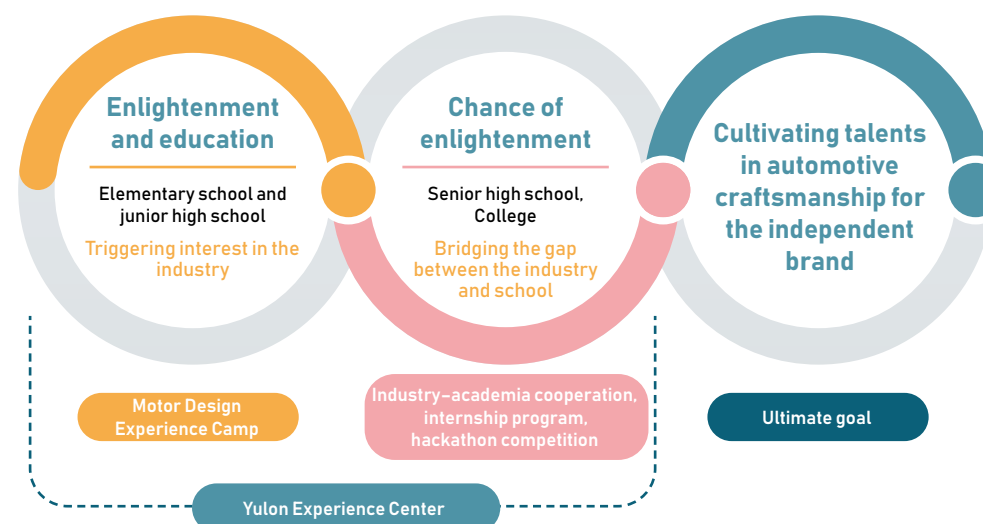 Enlightenment
and education
Elementary school and
junior high school
Triggering interest in the
industry
Chance of
enlightenment
Senior high school,
College
Bridging the gap
between the industry
and school
Cultivating talents
in automotive
craftsmanship for
the independent
brand
Motor Design
Experience Camp
Industry–academia cooperation,
internship program,
hackathon competition
Ultimate goal
Yulon Experience Center